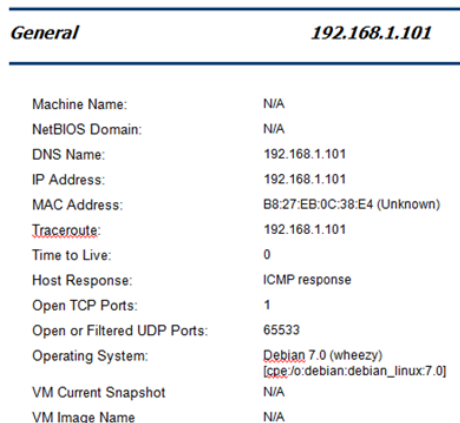 General 192.168.1.101
Machine Name: N/A
NetBIOS Domain: N/A
DNS Name: 192.168.1.101
IP Address: 192.168.1.101
MAC Address: B8:27:EB:0C:38:E4 (Unknown)
Traceroute: 192.168.1.101
Time to Live: 0
Host Response: ICMP response
Open TCP Ports: 1
Open or Filtered UDP Ports: 65533
Operating System: Debian 7.0 (wheezy)
[cpe:/o:debian:debian_linux:7.0]
VM Current Snapshot N/A
VM Image Name N/A